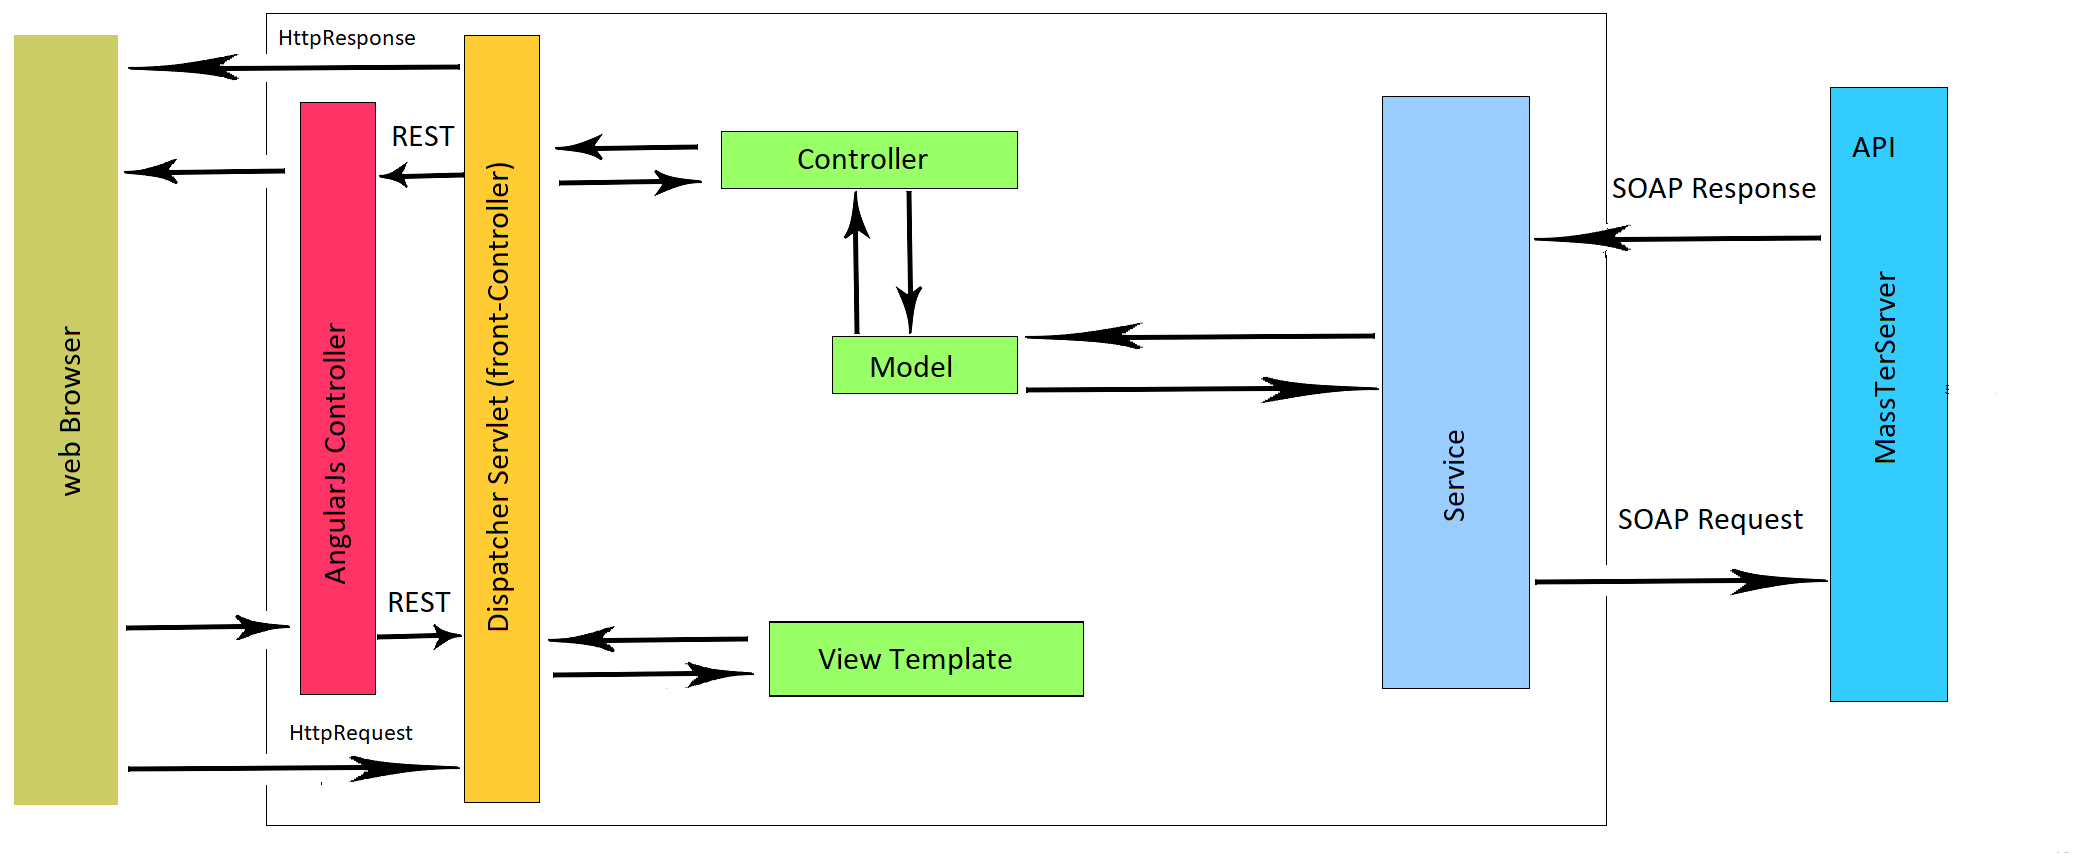 HttpResponse
REST
Controller
API
SOAP Response
web Browser
AngularJs Controller
Dispatcher Servlet (front-Controller)
Model
Service
MassTerServer
SOAP Request
REST
View Template
HttpRequest